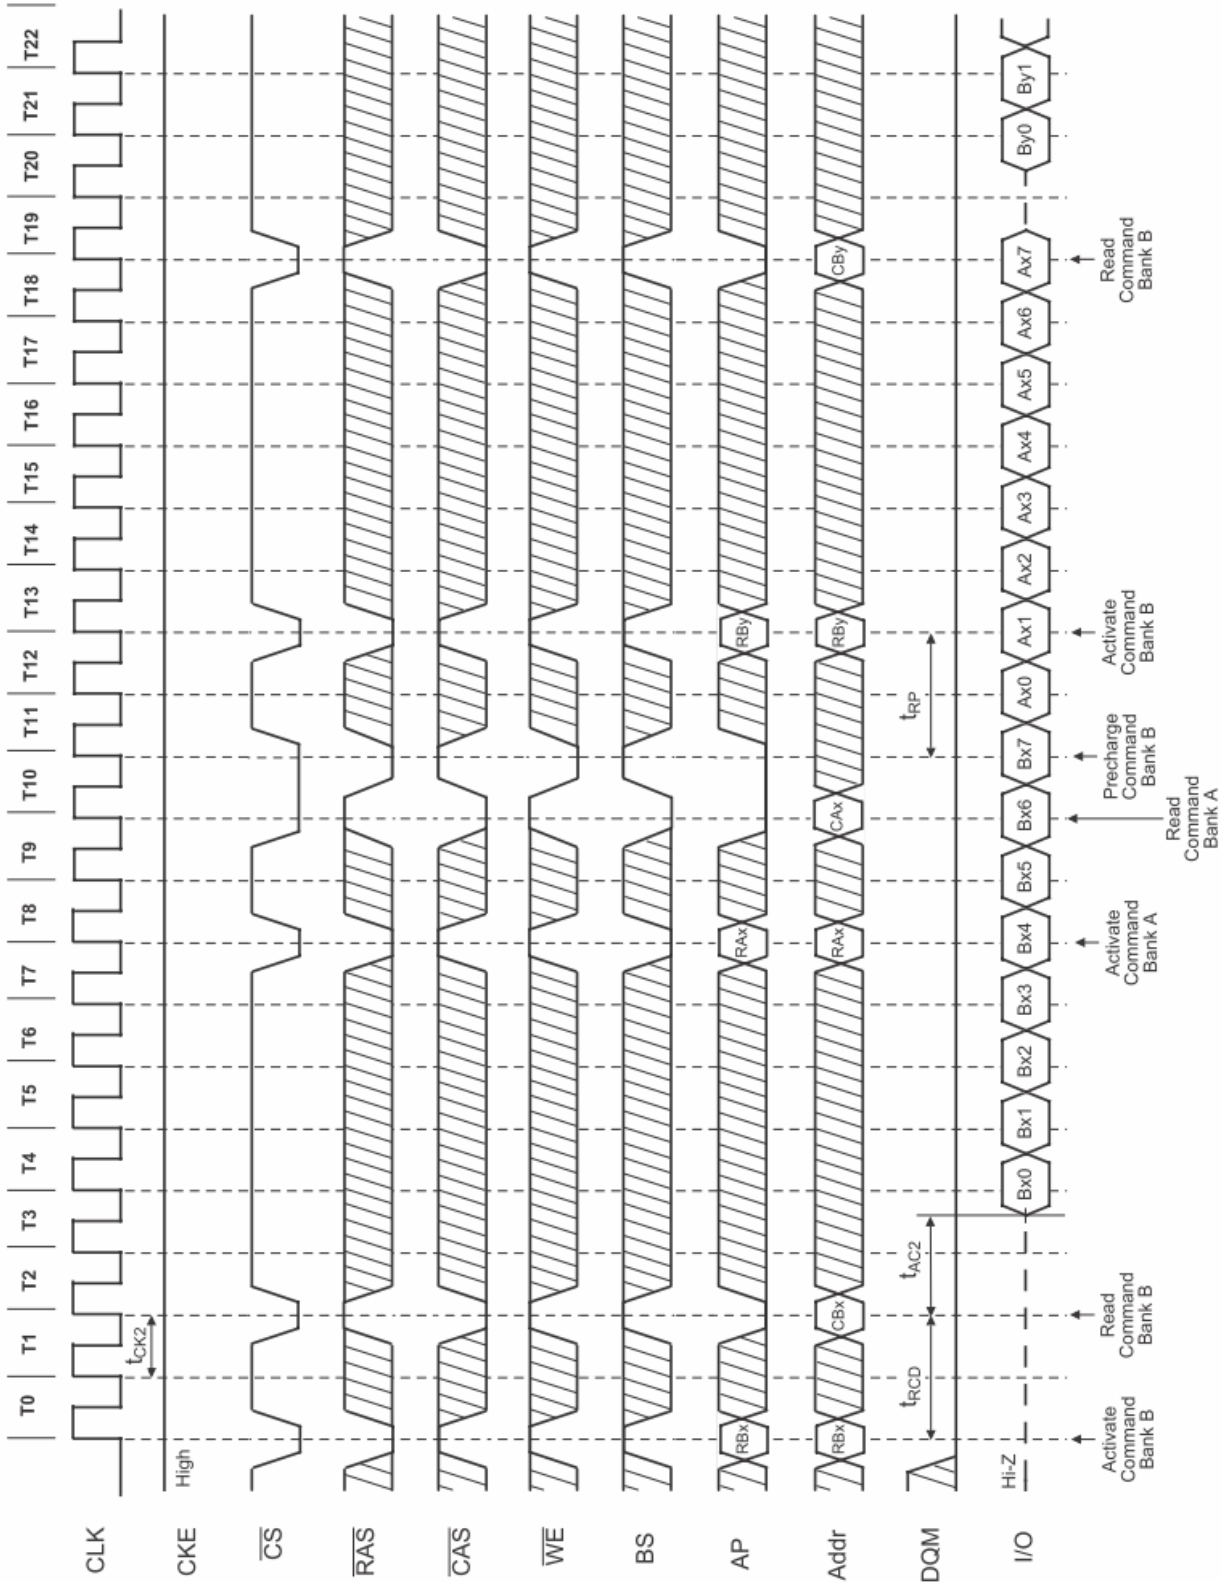 T0 T1 T2 T3 T4 T5 T6 T7 T8 T9 T10 T11 T12 T13 T14 T15 T16 T17 T18 T19 T20 T21 T22
CLK
tCK2
CKE
High
CS
RAS
CAS
WE
BS
AP
RBx RAx RBy
Addr
RBx CBx RAx CAx RBy CBy
DQM
tRCD tAC2 tRP
I/O
Hi-Z
Bx0 Bx1 Bx2 Bx3 Bx4 Bx5 Bx6 Bx7 Ax0 Ax1 Ax2 Ax3 Ax4 Ax5 Ax6 Ax7 By0 By1
Activate
Command
Bank B
Read
Command
Bank B
Activate
Command
Bank A
Read
Command
Bank A
Precharge
Command
Bank B
Activate
Command
Bank B
Read
Command
Bank B